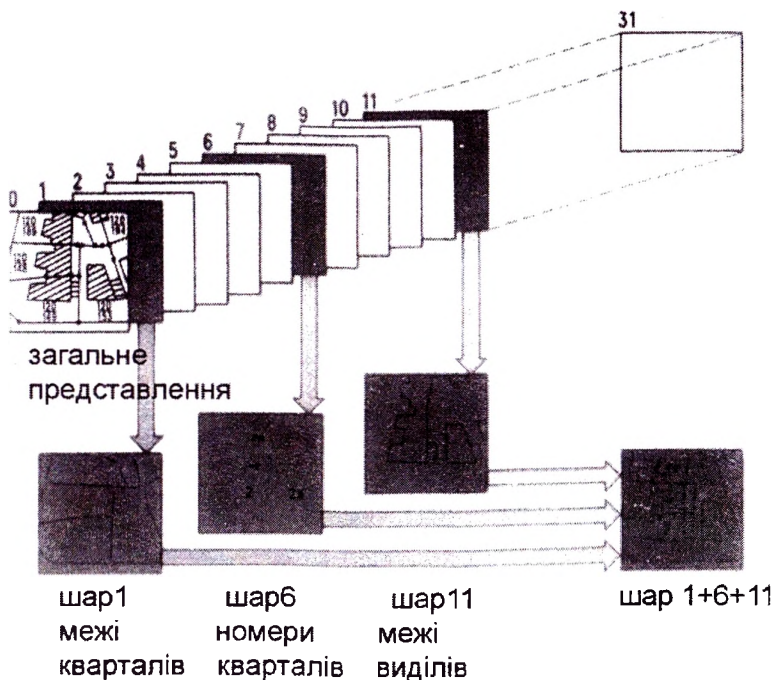 31
11
10
9
8
7
6
5
4
3
2
1
0
загальне
представлення
шар1
межі
кварталів
шар6
номери
кварталів
шар11
межі
виділів
шар 1+6+11